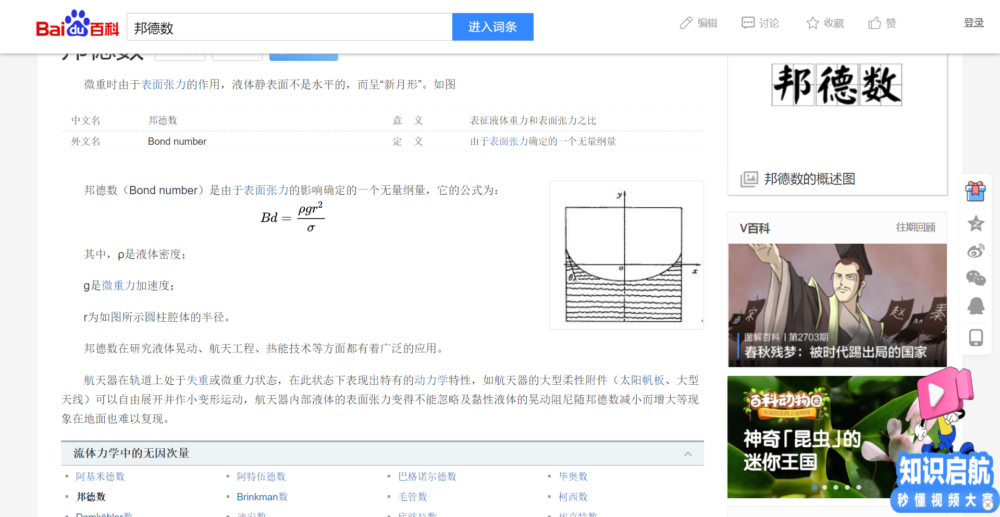 Bai du 百科
邦德数
进入词条
编辑
讨论
收藏
赞
登录
邦德数
微重时由于表面张力的作用，液体静表面不是水平的，而呈“新月形”。如图
中文名 邦德数 意 义 表征液体重力和表面张力之比
外文名 Bond number 定 义 由于表面张力确定的一个无量纲量
邦德数（Bond number）是由于表面张力的影响确定的一个无量纲量，它的公式为：
Bd = ρgr² / σ
其中，ρ是液体密度；
g是微重力加速度；
r为如图所示圆柱腔体的半径。
y
o
x
θ
邦德数在研究液体晃动、航天工程、热能技术等方面都有着广泛的应用。
航天器在轨道上处于失重或微重力状态，在此状态下表现出特有的动力学特性，如航天器的大型柔性附件（太阳帆板、大型
天线）可以自由展开并作小变形运动，航天器内部液体的表面张力变得不能忽略及黏性液体的晃动阻尼随邦德数减小而增大等现
象在地面也难以复现。
流体力学中的无因次量
阿基米德数 阿特伍德数 巴格诺尔德数 毕奥数
邦德数 Brinkman数 毛管数 柯西数
Damköhler数 迪安数 底波拉数 埃克特数
邦德数
邦德数的概述图
V百科 往期回顾
宋
赵
秦
图解百科 | 第2703期
春秋残梦：被时代踢出局的国家
百科动物园
全国首家网上动物园
神奇「昆虫」的
迷你王国
知识启航
秒懂视频大赛